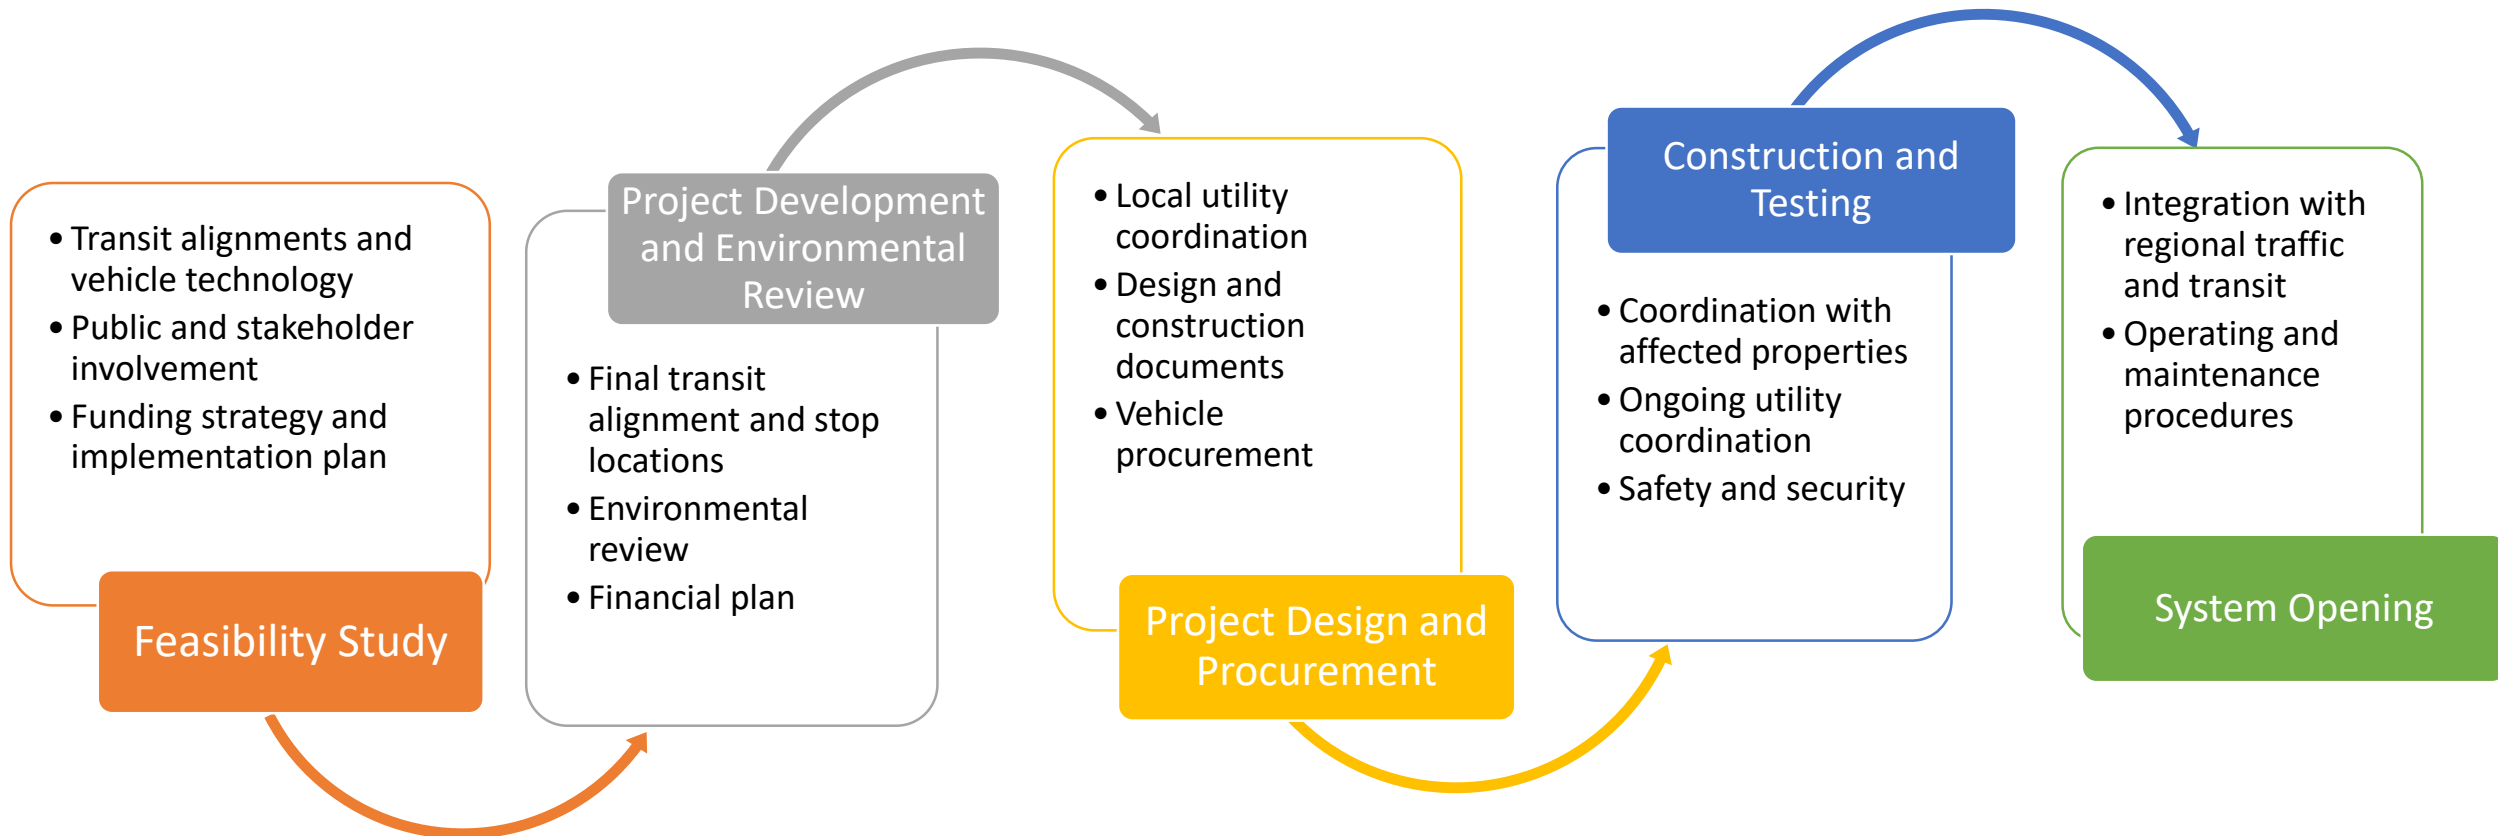 • Transit alignments and
vehicle technology
• Public and stakeholder
involvement
• Funding strategy and
implementation plan
Feasibility Study
Project Development
and Environmental
Review
• Final transit
alignment and stop
locations
• Environmental
review
• Financial plan
• Local utility
coordination
• Design and
construction
documents
• Vehicle
procurement
Project Design and
Procurement
Construction and
Testing
• Coordination with
affected properties
• Ongoing utility
coordination
• Safety and security
• Integration with
regional traffic
and transit
• Operating and
maintenance
procedures
System Opening